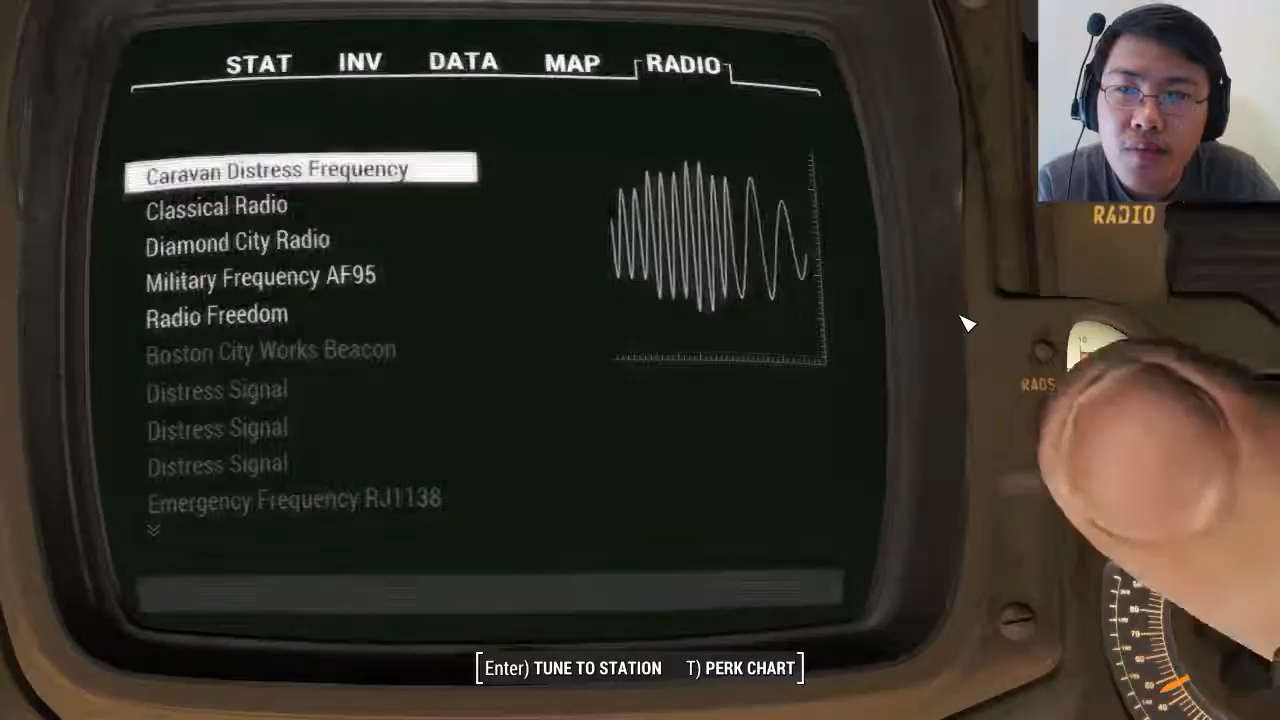 STAT INV DATA MAP RADIO
Caravan Distress Frequency
Classical Radio
Diamond City Radio
Military Frequency AF95
Radio Freedom
Boston City Works Beacon
Distress Signal
Distress Signal
Distress Signal
Emergency Frequency RJ1138
RADIO
10
RADS
[Enter) TUNE TO STATION T) PERK CHART]